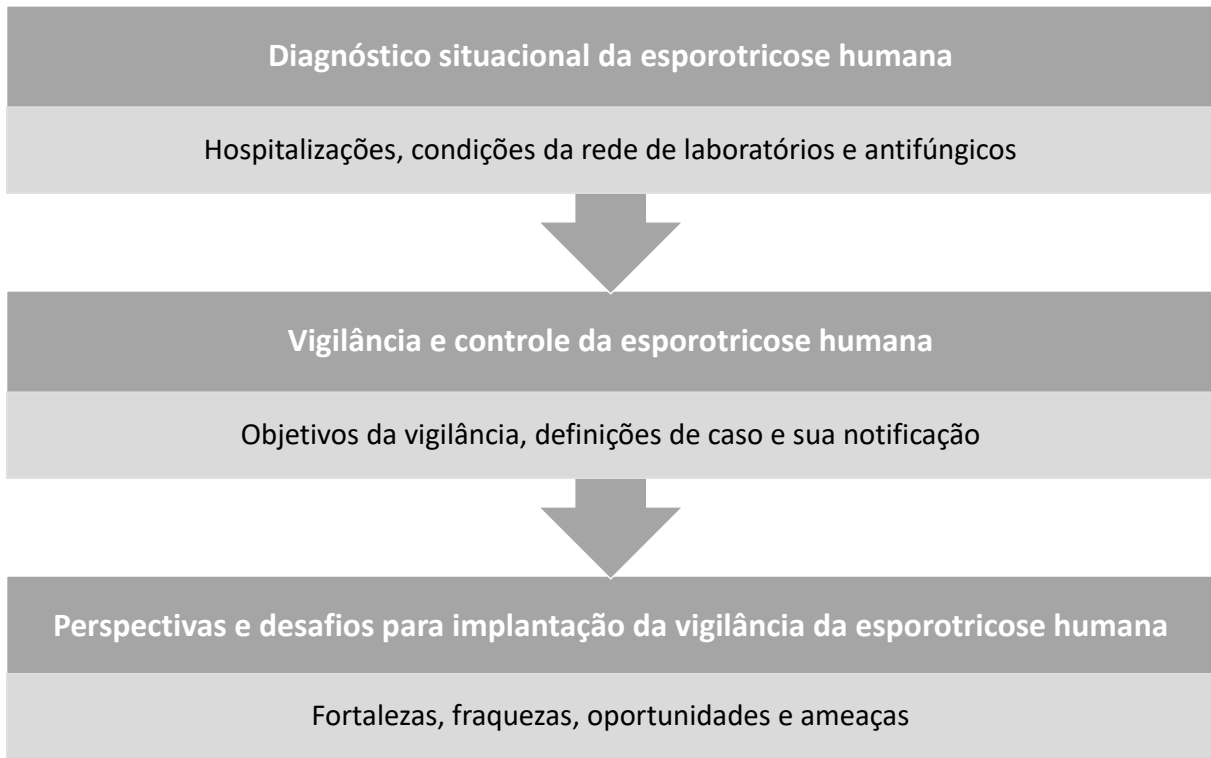 Diagnóstico situacional da esporotricose humana
Hospitalizações, condições da rede de laboratórios e antifúngicos
Vigilância e controle da esporotricose humana
Objetivos da vigilância, definições de caso e sua notificação
Perspectivas e desafios para implantação da vigilância da esporotricose humana
Fortalezas, fraquezas, oportunidades e ameaças